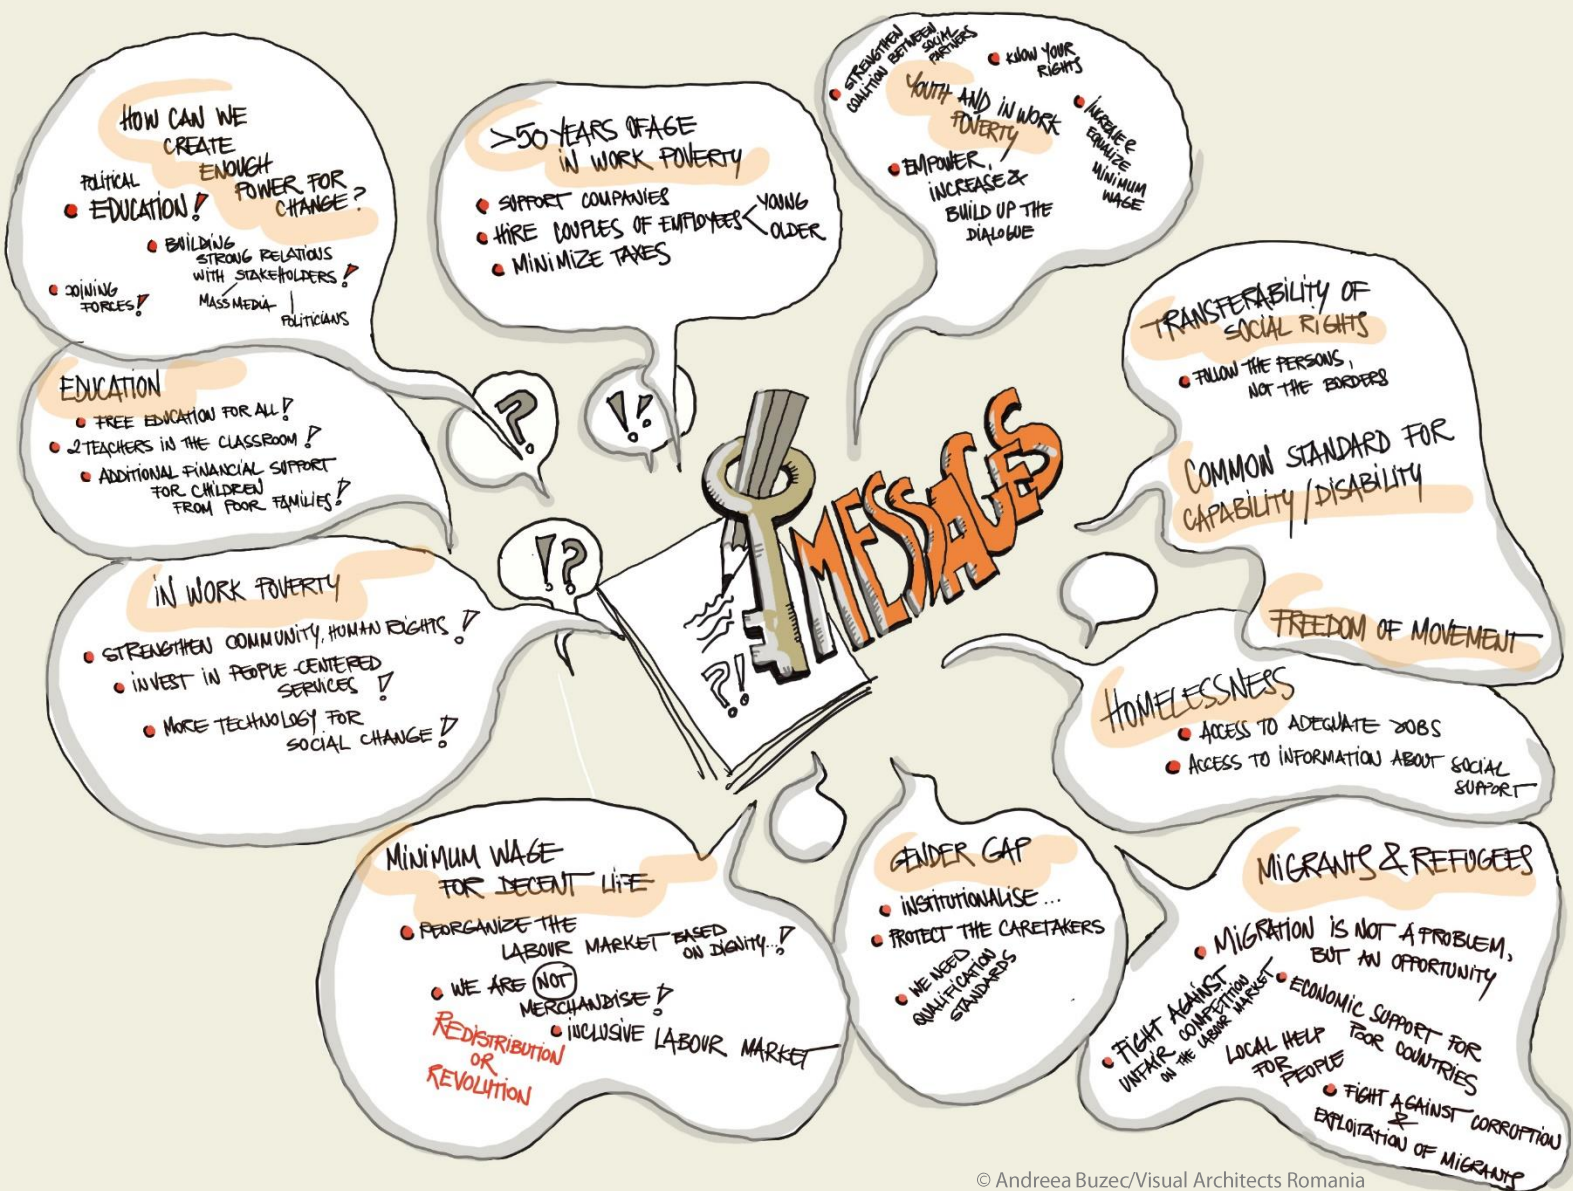 HOW CAN WE
CREATE
ENOUGH
POWER FOR
CHANGE?
POLITICAL
EDUCATION!
BUILDING
STRONG RELATIONS
WITH STAKEHOLDERS!
MASS MEDIA
POLITICIANS
JOINING
FORCES!
>50 YEARS OF AGE
IN WORK POVERTY
SUPPORT COMPANIES
HIRE COUPLES OF EMPLOYEES < YOUNG
OLDER
MINIMIZE TAXES
STRENGTHEN
COALITION BETWEEN
SOCIAL
PARTNERS
KNOW YOUR
RIGHTS
YOUTH AND IN WORK
POVERTY
INCREASE &
EQUALIZE
MINIMUM
WAGE
EMPOWER,
INCREASE &
BUILD UP THE
DIALOGUE
EDUCATION
FREE EDUCATION FOR ALL!
2 TEACHERS IN THE CLASSROOM!
ADDITIONAL FINANCIAL SUPPORT
FOR CHILDREN
FROM POOR FAMILIES!
?
!!
!?
MESSAGES
?!
TRANSFERABILITY OF
SOCIAL RIGHTS
FOLLOW THE PERSONS,
NOT THE BORDERS
COMMON STANDARD FOR
CAPABILITY/DISABILITY
FREEDOM OF MOVEMENT
IN WORK POVERTY
STRENGTHEN COMMUNITY, HUMAN RIGHTS!
INVEST IN PEOPLE-CENTERED
SERVICES!
MORE TECHNOLOGY FOR
SOCIAL CHANGE!
HOMELESSNESS
ACCESS TO ADEQUATE JOBS
ACCESS TO INFORMATION ABOUT SOCIAL
SUPPORT
MINIMUM WAGE
FOR DECENT LIFE
REORGANIZE THE
LABOUR MARKET BASED
ON DIGNITY...!
WE ARE NOT
MERCHANDISE!
INCLUSIVE LABOUR MARKET
REDISTRIBUTION
OR
REVOLUTION
GENDER GAP
INSTITUTIONALISE...
PROTECT THE CARETAKERS
WE NEED
QUALIFICATION
STANDARDS
MIGRANTS & REFUGEES
MIGRATION IS NOT A PROBLEM,
BUT AN OPPORTUNITY
FIGHT AGAINST
UNFAIR COMPETITION
ON THE LABOUR MARKET
ECONOMIC SUPPORT FOR
POOR COUNTRIES
LOCAL HELP
FOR
PEOPLE
FIGHT AGAINST CORRUPTION
&
EXPLOITATION OF MIGRANTS
© Andreea Buzec/Visual Architects Romania